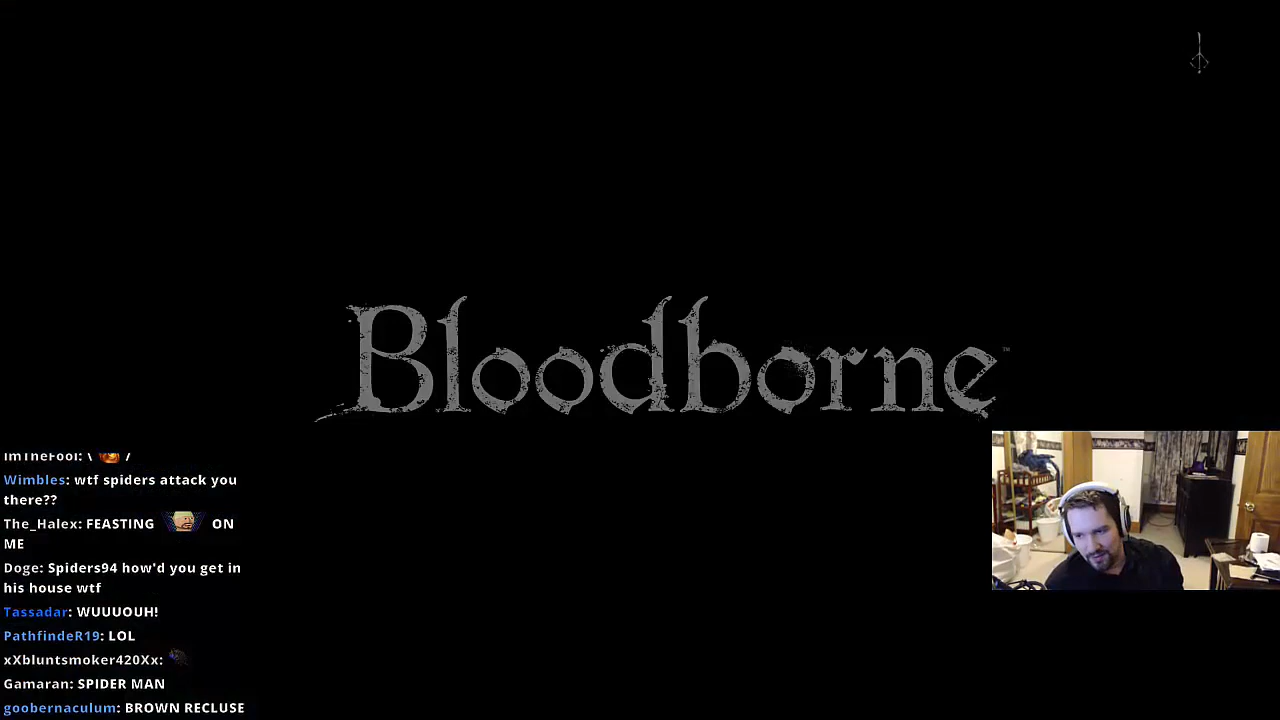 Bloodborne™
ImTheFool: \ /
Wimbles: wtf spiders attack you
there??
The_Halex: FEASTING ON
ME
Doge: Spiders94 how'd you get in
his house wtf
Tassadar: WUUUOUH!
PathfindeR19: LOL
xXbluntsmoker420Xx:
Gamaran: SPIDER MAN
goobernaculum: BROWN RECLUSE